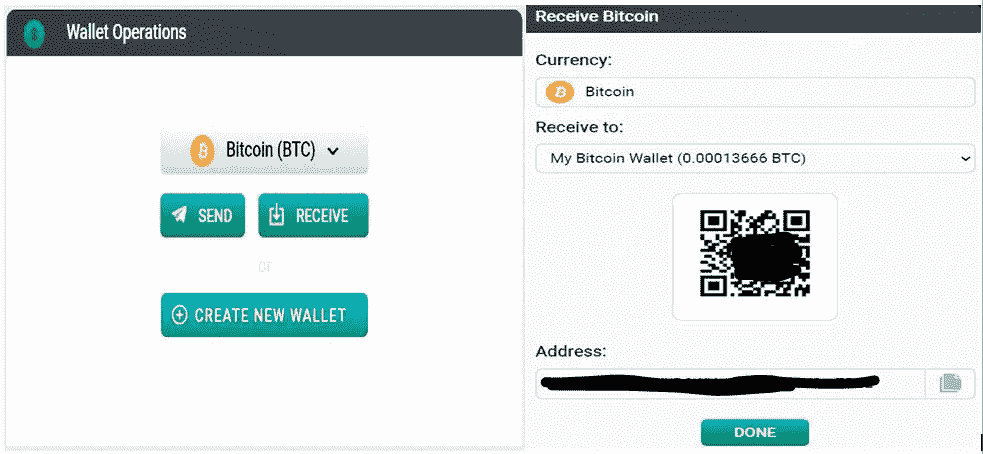 Wallet Operations
Bitcoin (BTC)
SEND
RECEIVE
or
CREATE NEW WALLET
Receive Bitcoin
Currency:
Bitcoin
Receive to:
My Bitcoin Wallet (0.00013666 BTC)
Address:
DONE